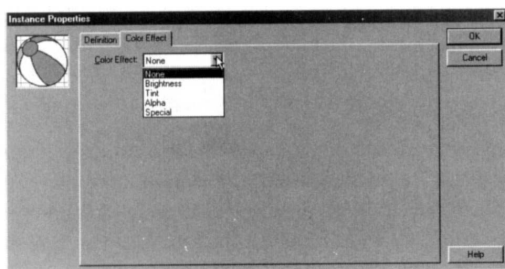 Instance Properties
Definition
Color Effect
OK
Color Effect:
None
Cancel
None
Brightness
Tint
Alpha
Special
Help